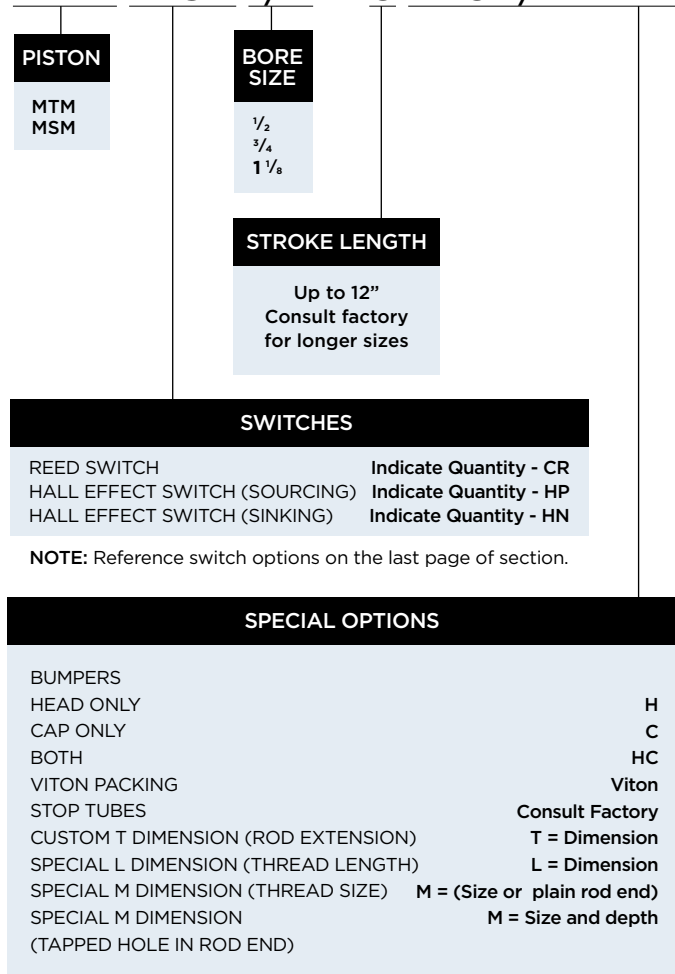 PISTON
MTM
MSM
BORE
SIZE
1/2
3/4
1 1/8
STROKE LENGTH
Up to 12”
Consult factory
for longer sizes
SWITCHES
REED SWITCH Indicate Quantity - CR
HALL EFFECT SWITCH (SOURCING) Indicate Quantity - HP
HALL EFFECT SWITCH (SINKING) Indicate Quantity - HN
NOTE: Reference switch options on the last page of section.
SPECIAL OPTIONS
BUMPERS
HEAD ONLY H
CAP ONLY C
BOTH HC
VITON PACKING Viton
STOP TUBES Consult Factory
CUSTOM T DIMENSION (ROD EXTENSION) T = Dimension
SPECIAL L DIMENSION (THREAD LENGTH) L = Dimension
SPECIAL M DIMENSION (THREAD SIZE) M = (Size or plain rod end)
SPECIAL M DIMENSION M = Size and depth
(TAPPED HOLE IN ROD END)